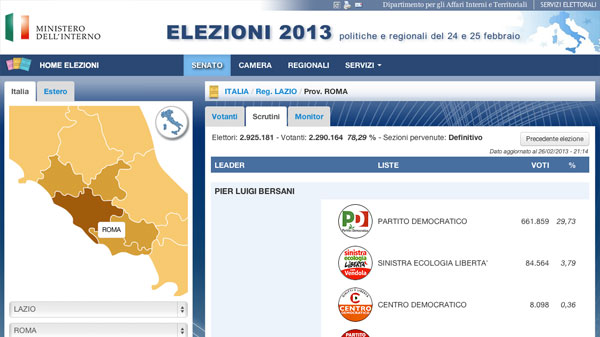 Dipartimento per gli Affari Interni e Territoriali SERVIZI ELETTORALI
MINISTERO
DELL'INTERNO
ELEZIONI 2013 politiche e regionali del 24 e 25 febbraio
HOME ELEZIONI SENATO CAMERA REGIONALI SERVIZI
Italia Estero
ROMA
LAZIO
ROMA
ITALIA / Reg. LAZIO / Prov. ROMA
Votanti Scrutini Monitor
Elettori: 2.925.181 - Votanti: 2.290.164 78,29 % - Sezioni pervenute: Definitivo
Precedente elezione
Dato aggiornato al 26/02/2013 - 21:14
LEADER LISTE VOTI %
PIER LUIGI BERSANI
PD
Partito Democratico
PARTITO DEMOCRATICO 661.859 29,73
sinistra
ecologia
LIBERTÀ
con
Vendola
SINISTRA ECOLOGIA LIBERTA' 84.564 3,79
CENTRO
DEMOCRATICO
CENTRO DEMOCRATICO 8.098 0,36
PARTITO